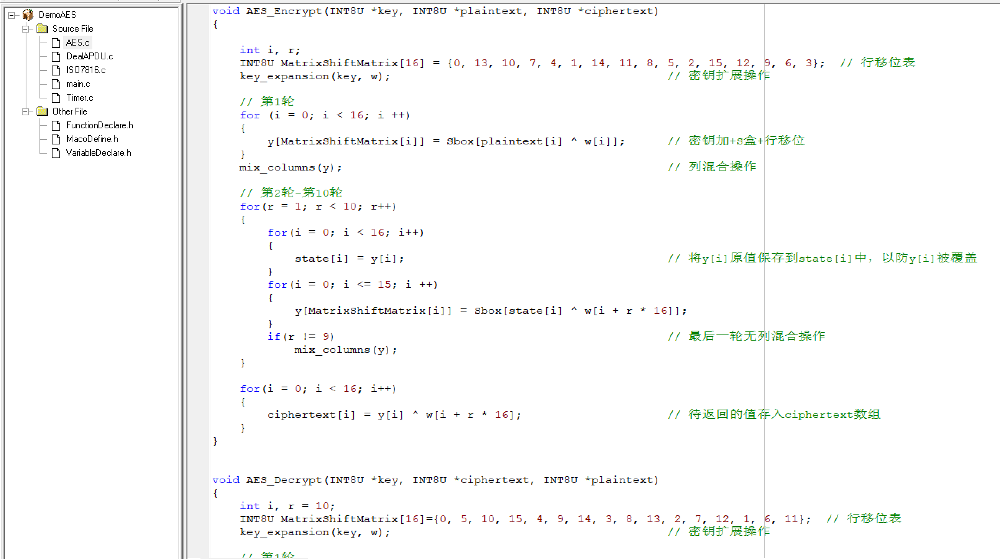 DemoAES
Source File
AES.c
DealAPDU.c
ISO7816.c
main.c
Timer.c
Other File
FunctionDeclare.h
MacoDefine.h
VariableDeclare.h
void AES_Encrypt(INT8U *key, INT8U *plaintext, INT8U *ciphertext)
{
int i, r;
INT8U MatrixShiftMatrix[16] = {0, 13, 10, 7, 4, 1, 14, 11, 8, 5, 2, 15, 12, 9, 6, 3}; // 行移位表
key_expansion(key, w); // 密钥扩展操作
// 第1轮
for (i = 0; i < 16; i ++)
{
y[MatrixShiftMatrix[i]] = Sbox[plaintext[i] ^ w[i]]; // 密钥加+S盒+行移位
}
mix_columns(y); // 列混合操作
// 第2轮-第10轮
for(r = 1; r < 10; r++)
{
for(i = 0; i < 16; i++)
{
state[i] = y[i]; // 将y[i]原值保存到state[i]中，以防y[i]被覆盖
}
for(i = 0; i <= 15; i ++)
{
y[MatrixShiftMatrix[i]] = Sbox[state[i] ^ w[i + r * 16]];
}
if(r != 9) // 最后一轮无列混合操作
mix_columns(y);
}
for(i = 0; i < 16; i++)
{
ciphertext[i] = y[i] ^ w[i + r * 16]; // 待返回的值存入ciphertext数组
}
}
void AES_Decrypt(INT8U *key, INT8U *ciphertext, INT8U *plaintext)
{
int i, r = 10;
INT8U MatrixShiftMatrix[16]={0, 5, 10, 15, 4, 9, 14, 3, 8, 13, 2, 7, 12, 1, 6, 11}; // 行移位表
key_expansion(key, w); // 密钥扩展操作
// 第1轮